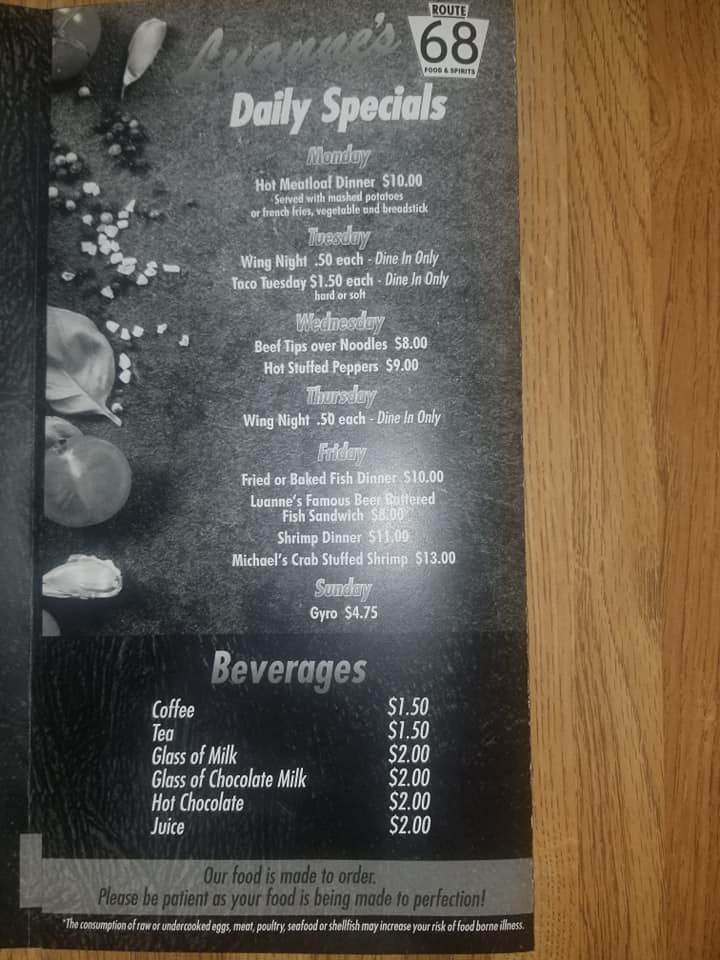 Luanne's
ROUTE
68
FOOD & SPIRITS
Daily Specials
Monday
Hot Meatloaf Dinner $10.00
Served with mashed potatoes
or french fries, vegetable and breadstick
Tuesday
Wing Night .50 each - Dine In Only
Taco Tuesday $1.50 each - Dine In Only
hard or soft
Wednesday
Beef Tips over Noodles $8.00
Hot Stuffed Peppers $9.00
Thursday
Wing Night .50 each - Dine In Only
Friday
Fried or Baked Fish Dinner $10.00
Luanne's Famous Beer Battered
Fish Sandwich $8.00
Shrimp Dinner $11.00
Michael's Crab Stuffed Shrimp $13.00
Sunday
Gyro $4.75
Beverages
Coffee $1.50
Tea $1.50
Glass of Milk $2.00
Glass of Chocolate Milk $2.00
Hot Chocolate $2.00
Juice $2.00
Our food is made to order.
Please be patient as your food is being made to perfection!
*The consumption of raw or undercooked eggs, meat, poultry, seafood or shellfish may increase your risk of food borne illness.